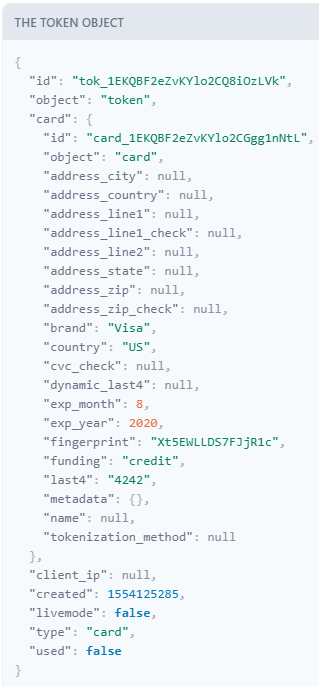 THE TOKEN OBJECT
{
  "id": "tok_1EKQBF2eZvKYlo2CQ8iOzLVk",
  "object": "token",
  "card": {
    "id": "card_1EKQBF2eZvKYlo2CGgg1nNtL",
    "object": "card",
    "address_city": null,
    "address_country": null,
    "address_line1": null,
    "address_line1_check": null,
    "address_line2": null,
    "address_state": null,
    "address_zip": null,
    "address_zip_check": null,
    "brand": "Visa",
    "country": "US",
    "cvc_check": null,
    "dynamic_last4": null,
    "exp_month": 8,
    "exp_year": 2020,
    "fingerprint": "Xt5EWLLDS7FJjR1c",
    "funding": "credit",
    "last4": "4242",
    "metadata": {},
    "name": null,
    "tokenization_method": null
  },
  "client_ip": null,
  "created": 1554125285,
  "livemode": false,
  "type": "card",
  "used": false
}